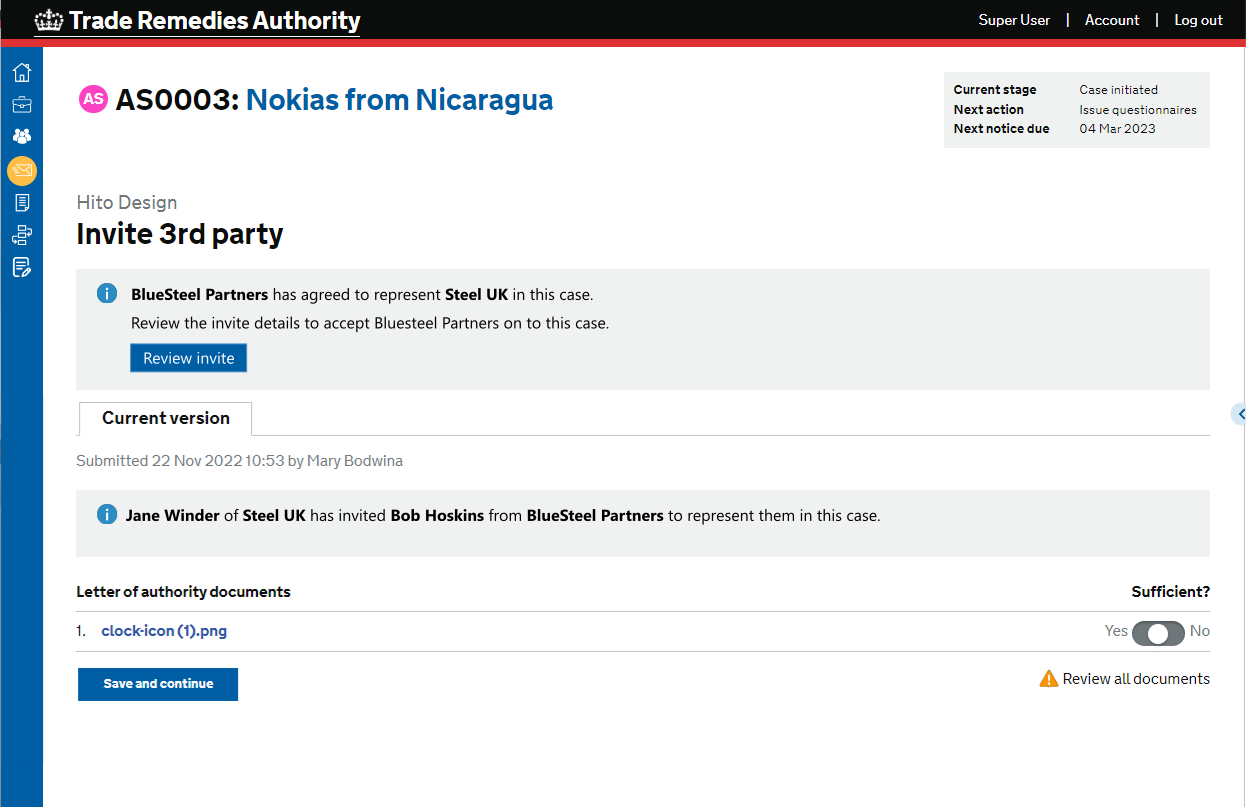 Trade Remedies Authority
Super User | Account | Log out
AS AS0003: Nokias from Nicaragua
Current stage Case initiated
Next action Issue questionnaires
Next notice due 04 Mar 2023
Hito Design
Invite 3rd party
BlueSteel Partners has agreed to represent Steel UK in this case.
Review the invite details to accept Bluesteel Partners on to this case.
Review invite
Current version
Submitted 22 Nov 2022 10:53 by Mary Bodwina
Jane Winder of Steel UK has invited Bob Hoskins from BlueSteel Partners to represent them in this case.
Letter of authority documents Sufficient?
1. clock-icon (1).png Yes No
Save and continue Review all documents